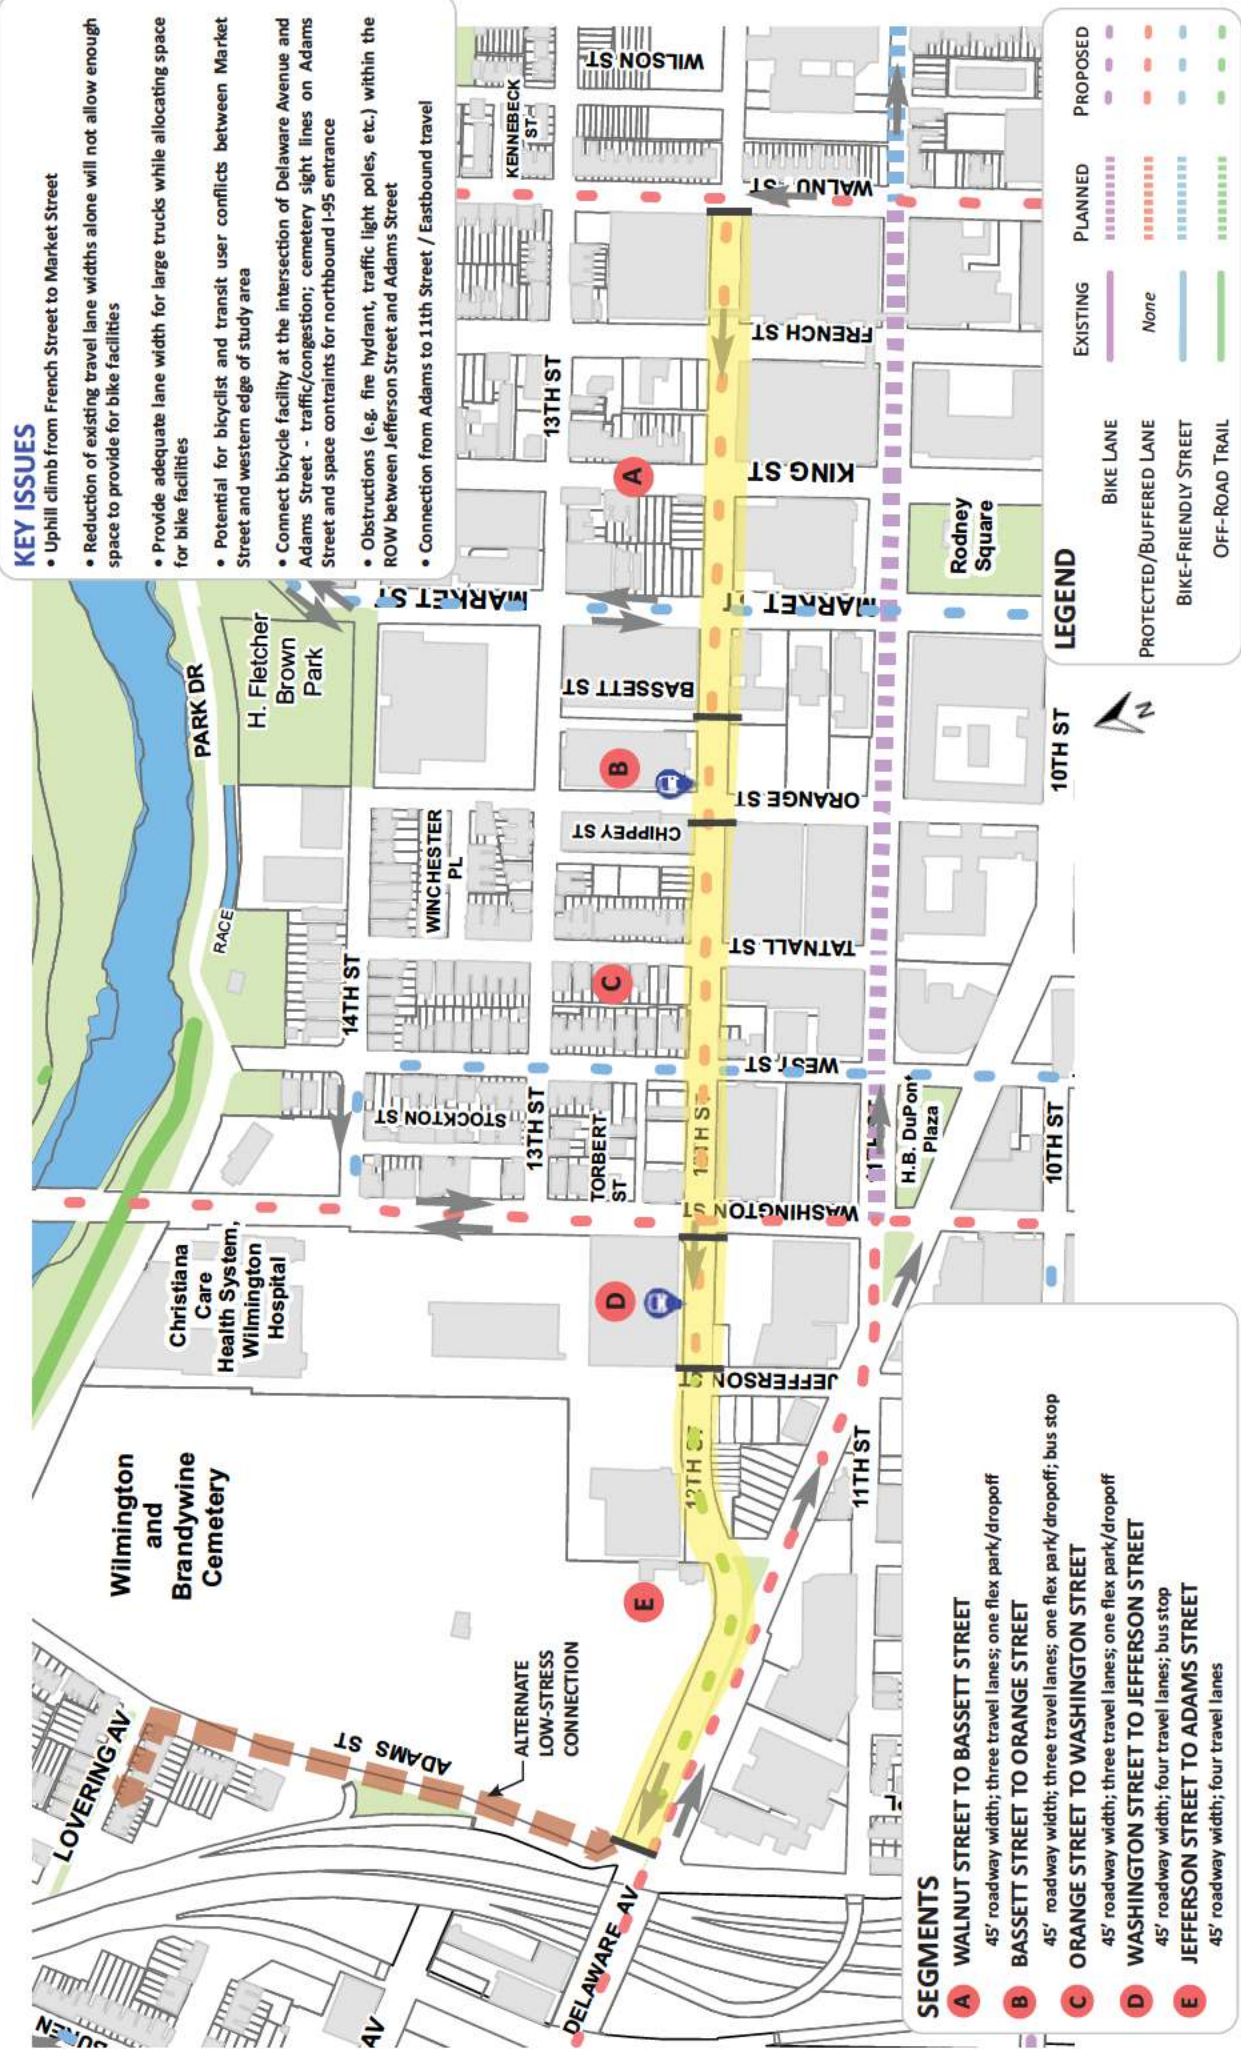 KEY ISSUES
• Uphill climb from French Street to Market Street
• Reduction of existing travel lane widths alone will not allow enough
space to provide for bike facilities
• Provide adequate lane width for large trucks while allocating space
for bike facilities
• Potential for bicyclist and transit user conflicts between Market
Street and western edge of study area
• Connect bicycle facility at the intersection of Delaware Avenue and
Adams Street - traffic/congestion; cemetery sight lines on Adams
Street and space contraints for northbound I-95 entrance
• Obstructions (e.g. fire hydrant, traffic light poles, etc.) within the
ROW between Jefferson Street and Adams Street
• Connection from Adams to 11th Street / Eastbound travel
LOVERING AV
Wilmington
and
Brandywine
Cemetery
Christiana
Care
Health System,
Wilmington
Hospital
RACE
PARK DR
H. Fletcher
Brown
Park
14TH ST
WINCHESTER
PL
STOCKTON ST
13TH ST
TORBERT
ST
MARKET ST
13TH ST
KENNEBECK
ST
WILSON ST
ADAMS ST
ALTERNATE
LOW-STRESS
CONNECTION
E
D
C
B
A
CHIPPEY ST
BASSETT ST
12TH ST
12TH ST
DELAWARE AV
AV
JEFFERSON ST
WASHINGTON ST
WEST ST
TATNALL ST
ORANGE ST
MARKET ST
KING ST
FRENCH ST
WALNU ST
11TH ST
11TH ST
PL
H.B. DuPont
Plaza
Rodney
Square
10TH ST
10TH ST
N
SEGMENTS
A WALNUT STREET TO BASSETT STREET
45' roadway width; three travel lanes; one flex park/dropoff
B BASSETT STREET TO ORANGE STREET
45' roadway width; three travel lanes; one flex park/dropoff; bus stop
C ORANGE STREET TO WASHINGTON STREET
45' roadway width; three travel lanes; one flex park/dropoff
D WASHINGTON STREET TO JEFFERSON STREET
45' roadway width; four travel lanes; bus stop
E JEFFERSON STREET TO ADAMS STREET
45' roadway width; four travel lanes
LEGEND
EXISTING PLANNED PROPOSED
BIKE LANE
PROTECTED/BUFFERED LANE None
BIKE-FRIENDLY STREET
OFF-ROAD TRAIL